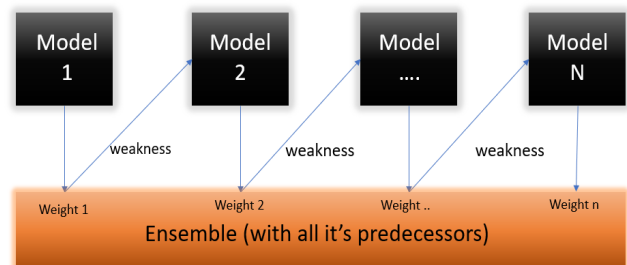 Model
1
Model
2
Model
....
Model
N
weakness
weakness
weakness
Weight 1
Weight 2
Weight ..
Weight n
Ensemble (with all it's predecessors)